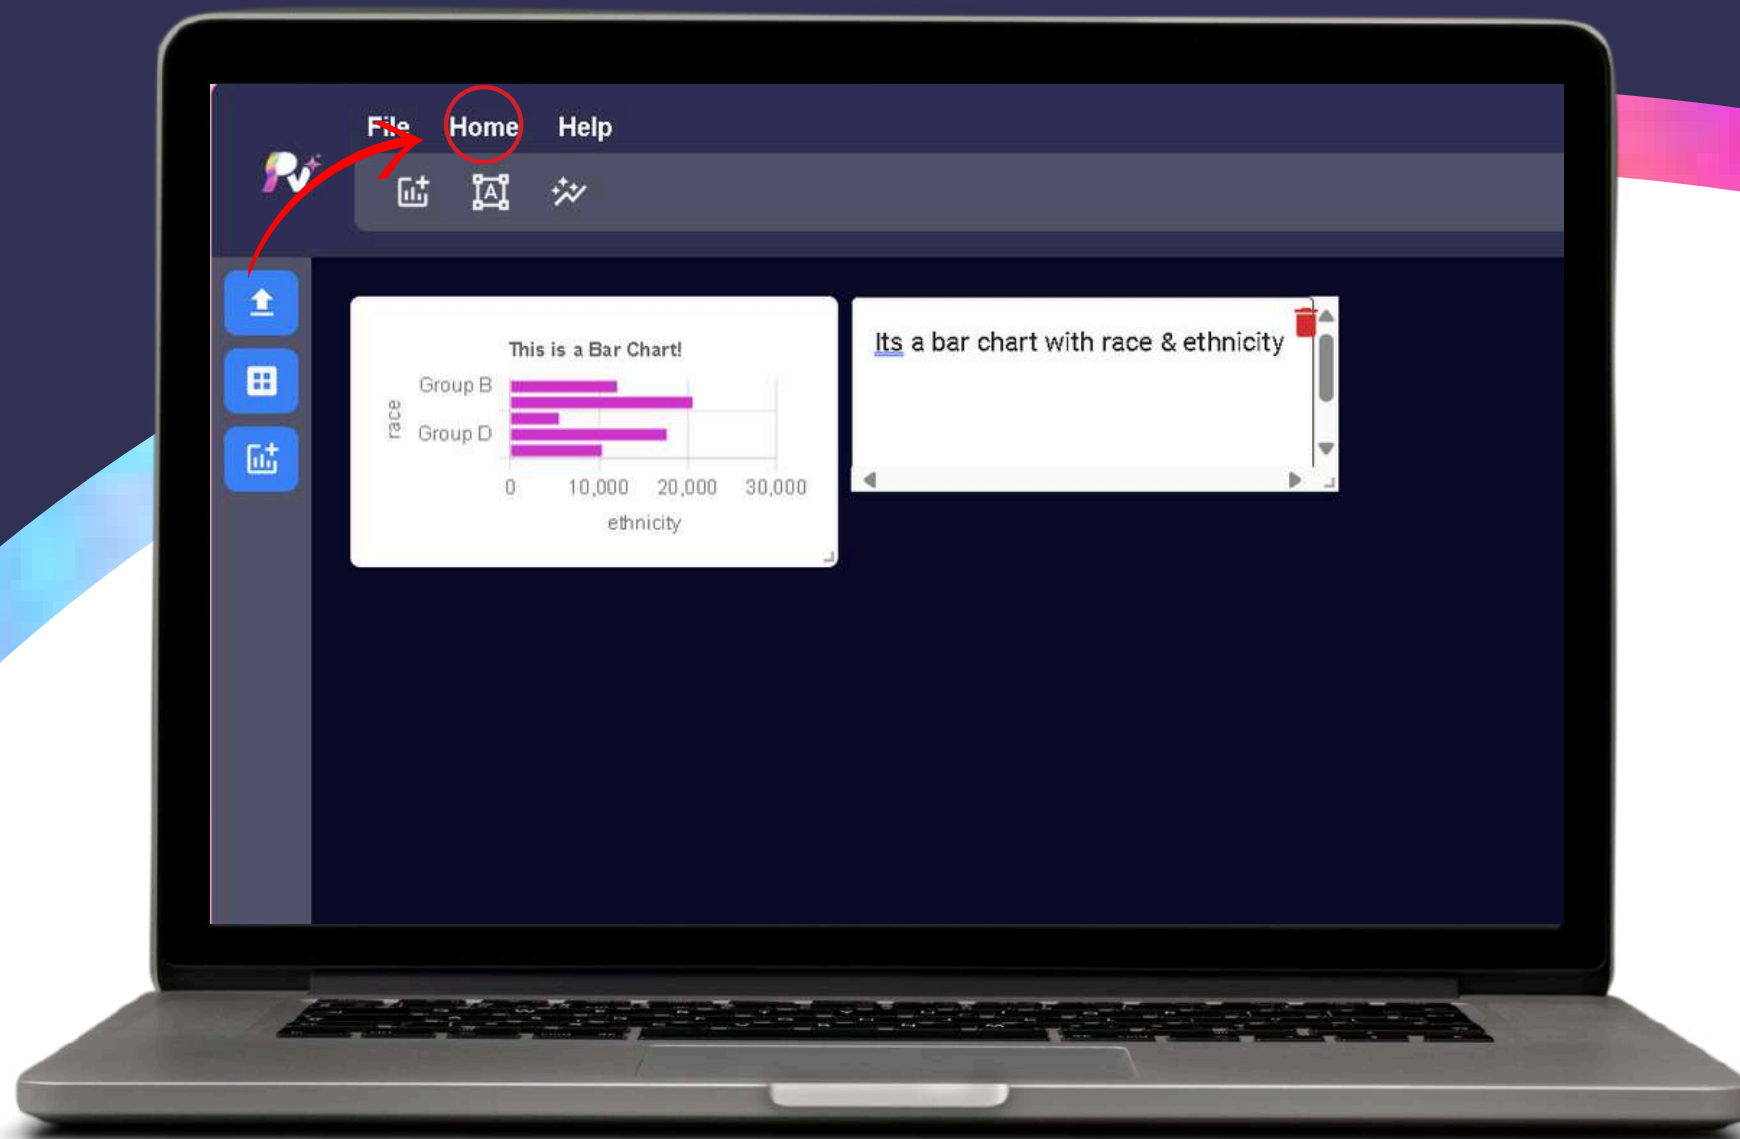 File Home Help
This is a Bar Chart!
race
Group B
Group D
0 10,000 20,000 30,000
ethnicity
Its a bar chart with race & ethnicity